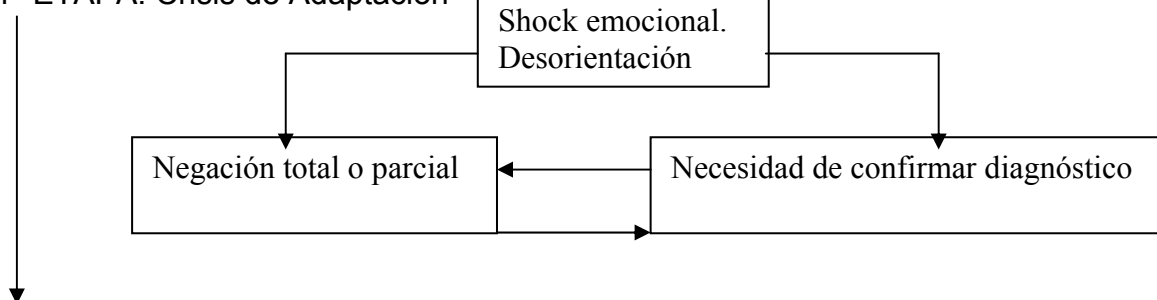 ETAPA: Crisis de Adaptación
Shock emocional.
Desorientación
Negación total o parcial
Necesidad de confirmar diagnóstico